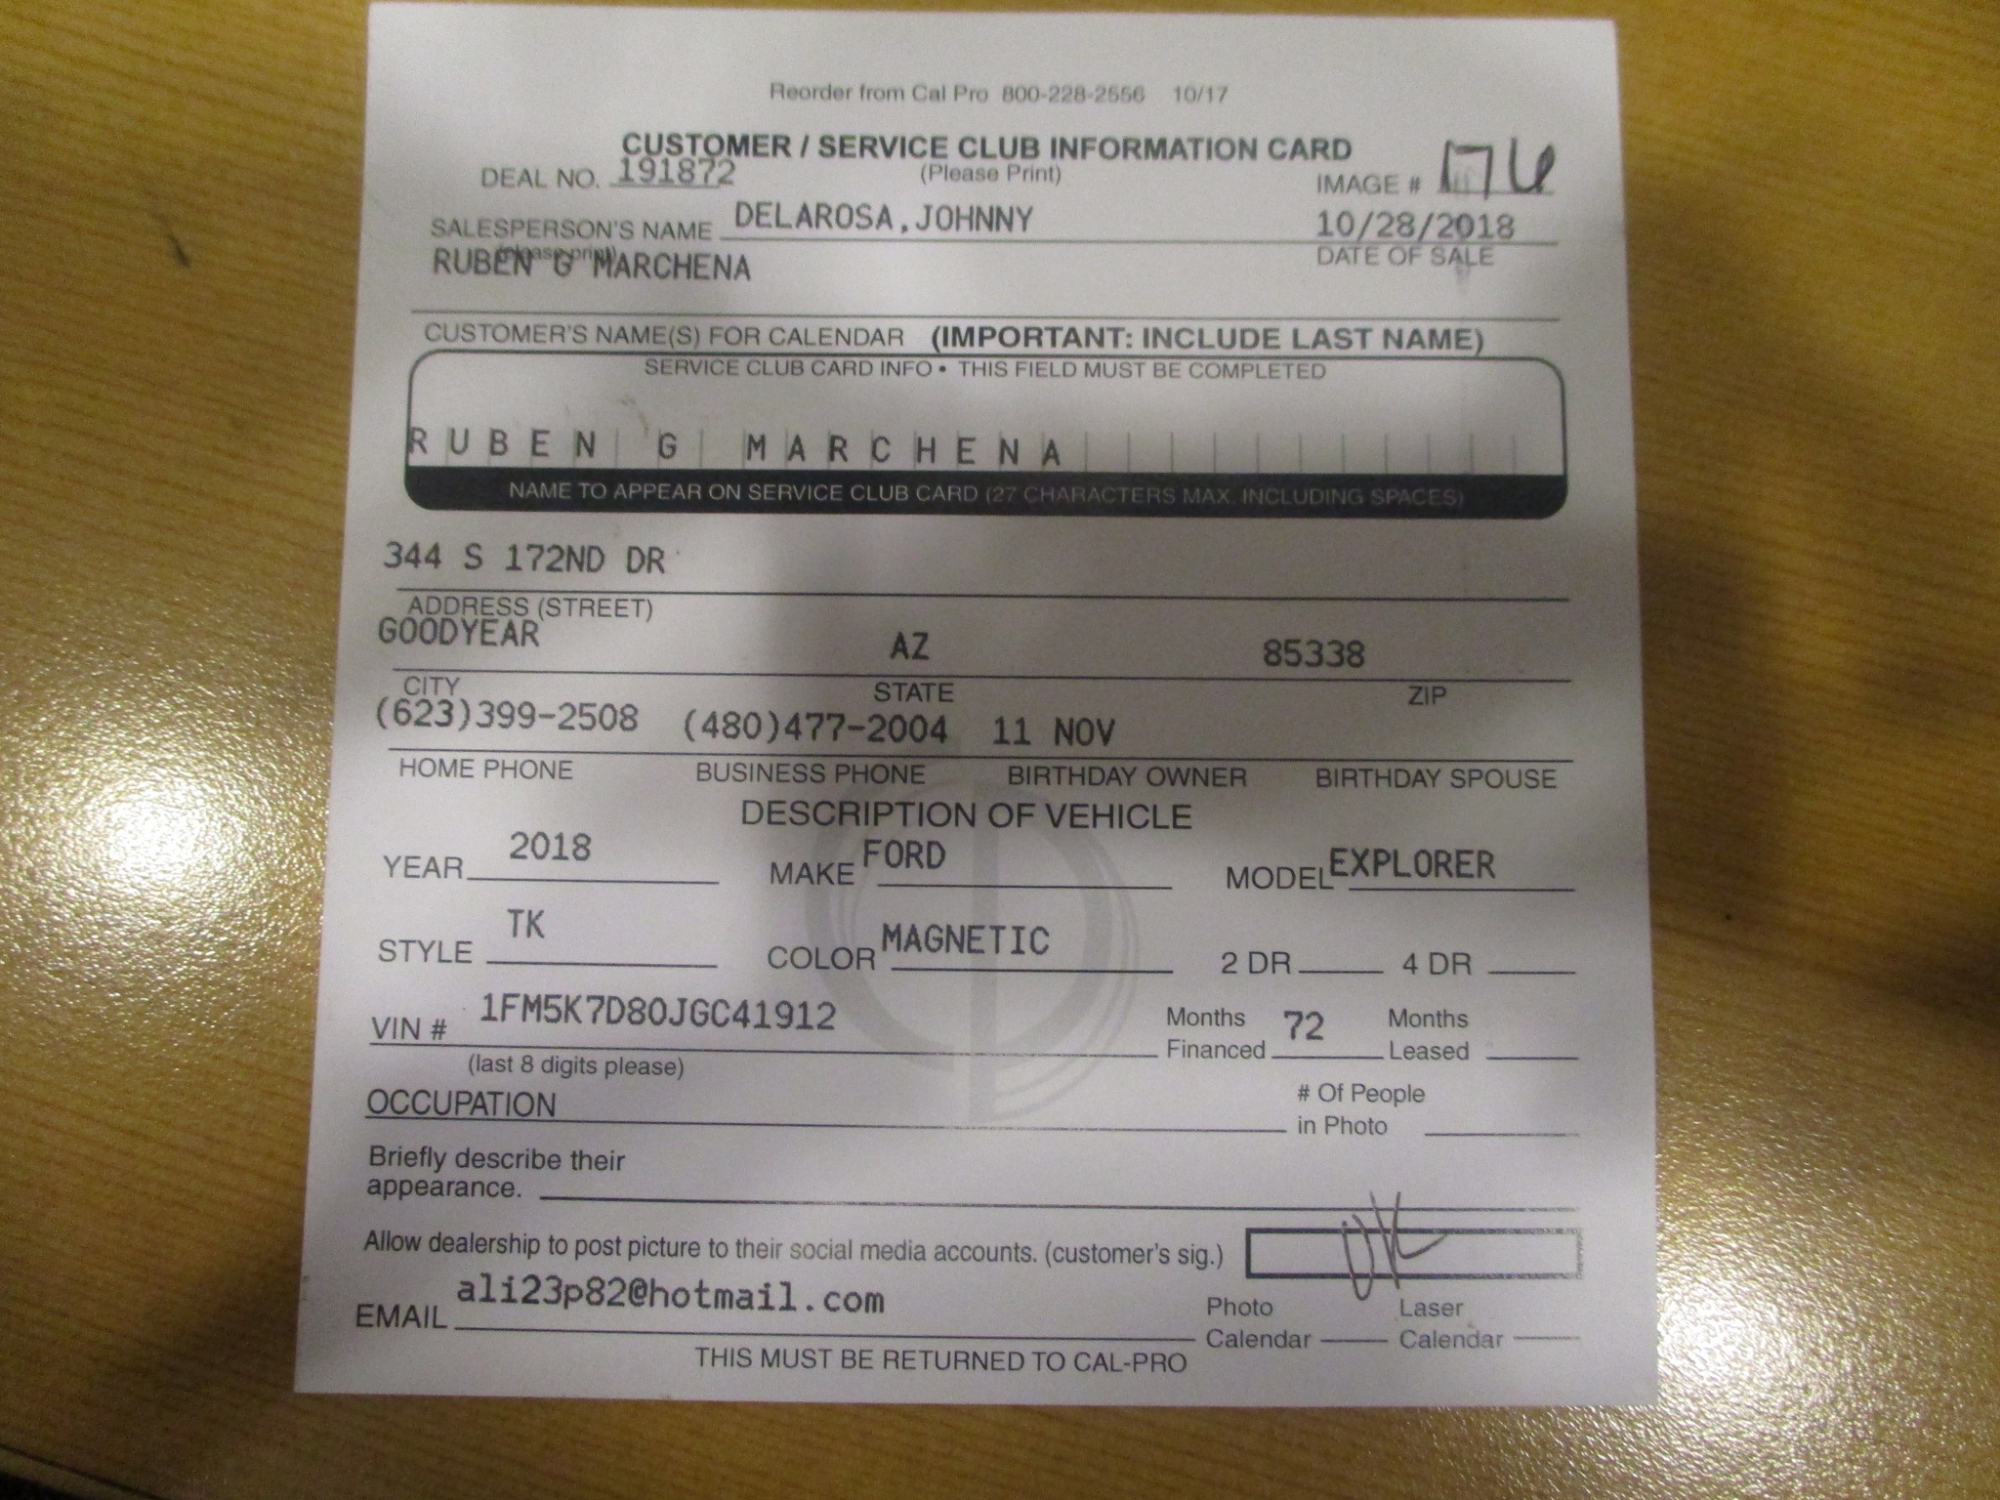 Reorder from Cal Pro 800-228-2556 10/17
CUSTOMER / SERVICE CLUB INFORMATION CARD
DEAL NO. 191872 (Please Print) IMAGE # 176
SALESPERSON'S NAME DELAROSA,JOHNNY 10/28/2018
(please print) DATE OF SALE
RUBEN G MARCHENA
CUSTOMER'S NAME(S) FOR CALENDAR (IMPORTANT: INCLUDE LAST NAME)
SERVICE CLUB CARD INFO • THIS FIELD MUST BE COMPLETED
RUBEN G MARCHENA
NAME TO APPEAR ON SERVICE CLUB CARD (27 CHARACTERS MAX. INCLUDING SPACES)
344 S 172ND DR
ADDRESS (STREET)
GOODYEAR AZ 85338
CITY STATE ZIP
(623)399-2508 (480)477-2004 11 NOV
HOME PHONE BUSINESS PHONE BIRTHDAY OWNER BIRTHDAY SPOUSE
DESCRIPTION OF VEHICLE
YEAR 2018 MAKE FORD MODEL EXPLORER
STYLE TK COLOR MAGNETIC 2 DR 4 DR
VIN # 1FM5K7D80JGC41912 Months Financed 72 Months Leased
(last 8 digits please)
OCCUPATION # Of People in Photo
Briefly describe their
appearance.
Allow dealership to post picture to their social media accounts. (customer's sig.) OK
EMAIL ali23p82@hotmail.com Photo Calendar Laser Calendar
THIS MUST BE RETURNED TO CAL-PRO